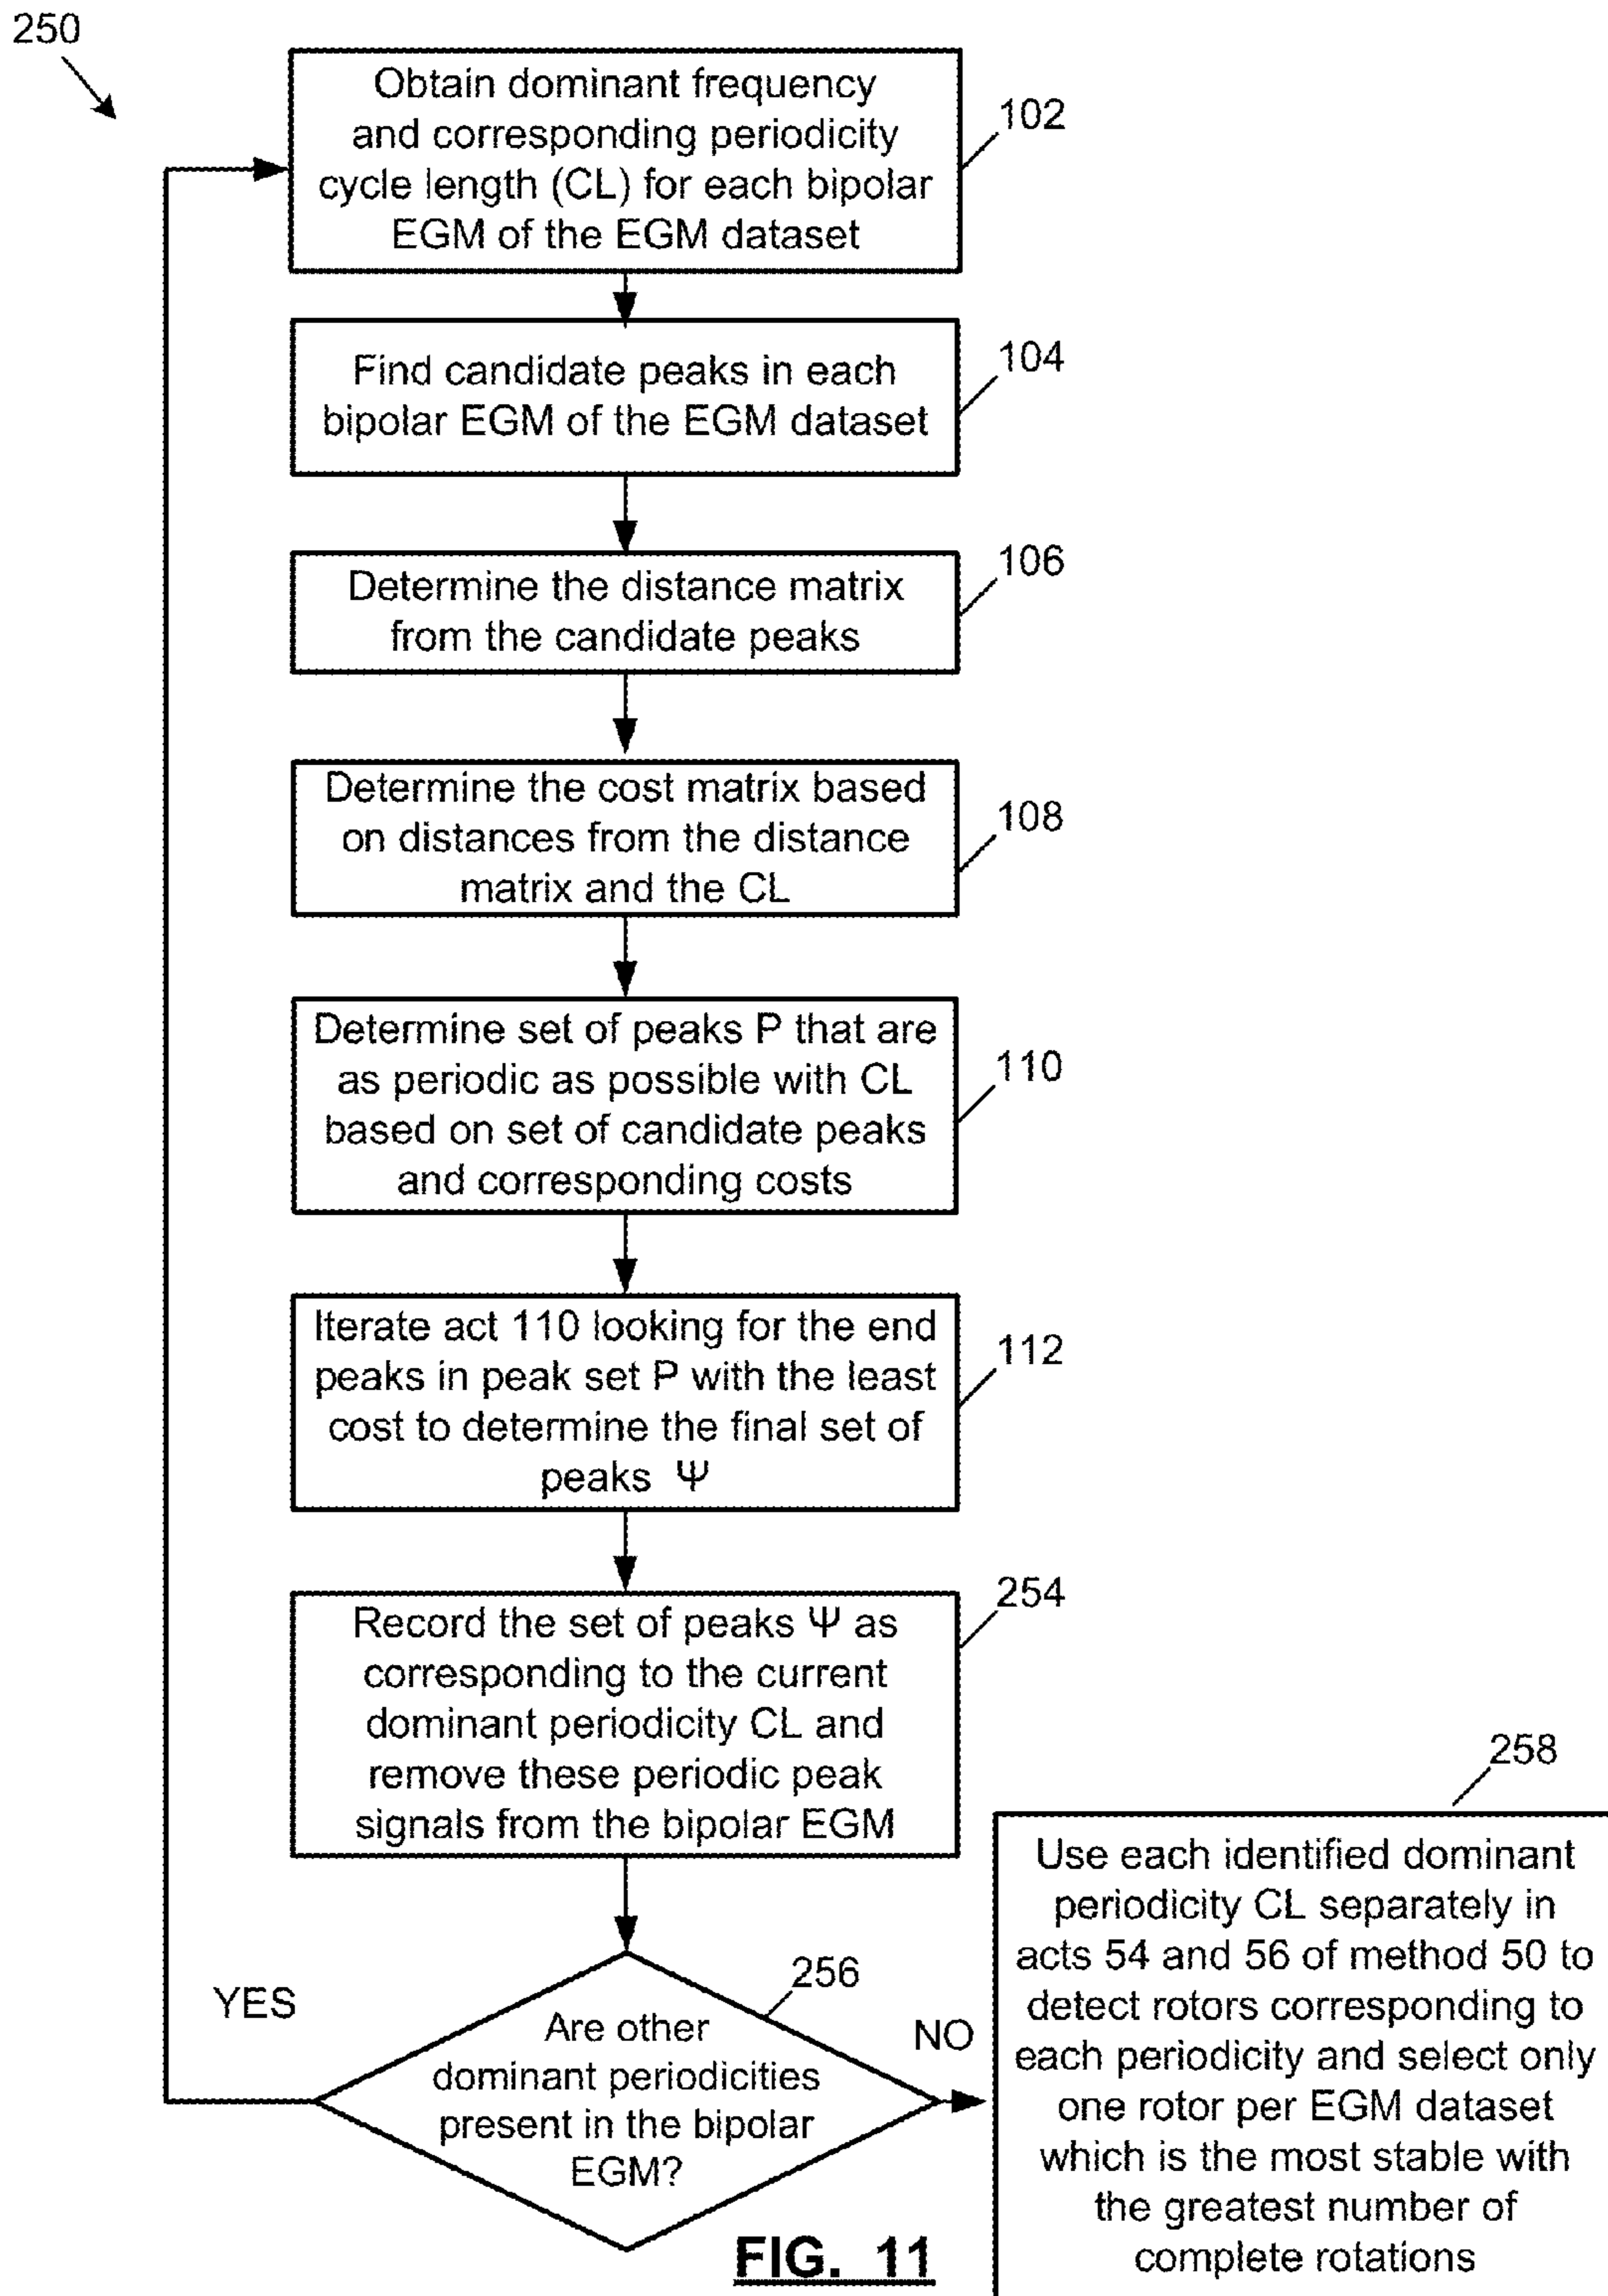 250
Obtain dominant frequency
and corresponding periodicity
cycle length (CL) for each bipolar
EGM of the EGM dataset
102
Find candidate peaks in each
bipolar EGM of the EGM dataset
104
Determine the distance matrix
from the candidate peaks
106
Determine the cost matrix based
on distances from the distance
matrix and the CL
108
Determine set of peaks P that are
as periodic as possible with CL
based on set of candidate peaks
and corresponding costs
110
Iterate act 110 looking for the end
peaks in peak set P with the least
cost to determine the final set of
peaks Ψ
112
Record the set of peaks Ψ as
corresponding to the current
dominant periodicity CL and
remove these periodic peak
signals from the bipolar EGM
254
Are other
dominant periodicities
present in the bipolar
EGM?
256
YES
NO
258
Use each identified dominant
periodicity CL separately in
acts 54 and 56 of method 50 to
detect rotors corresponding to
each periodicity and select only
one rotor per EGM dataset
which is the most stable with
the greatest number of
complete rotations
FIG. 11